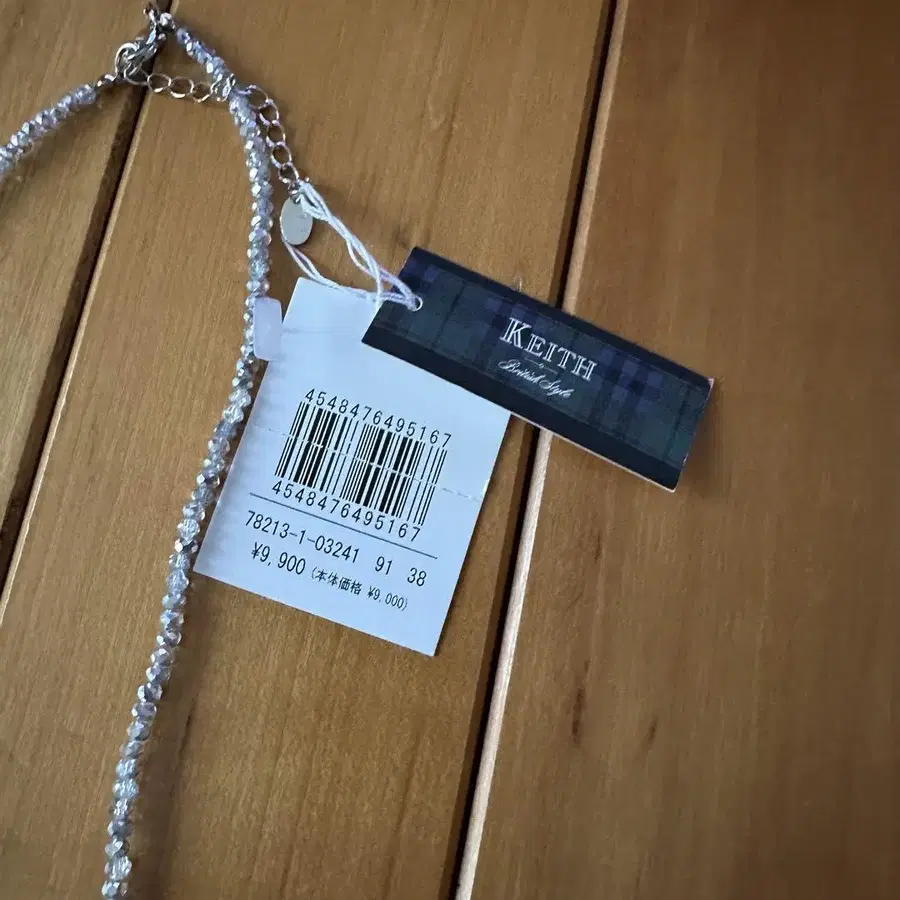 KEITH
British Style
4548476495167
4548476495167
78213-1-03241 91 38
¥9,900 (本体価格 ¥9,000)